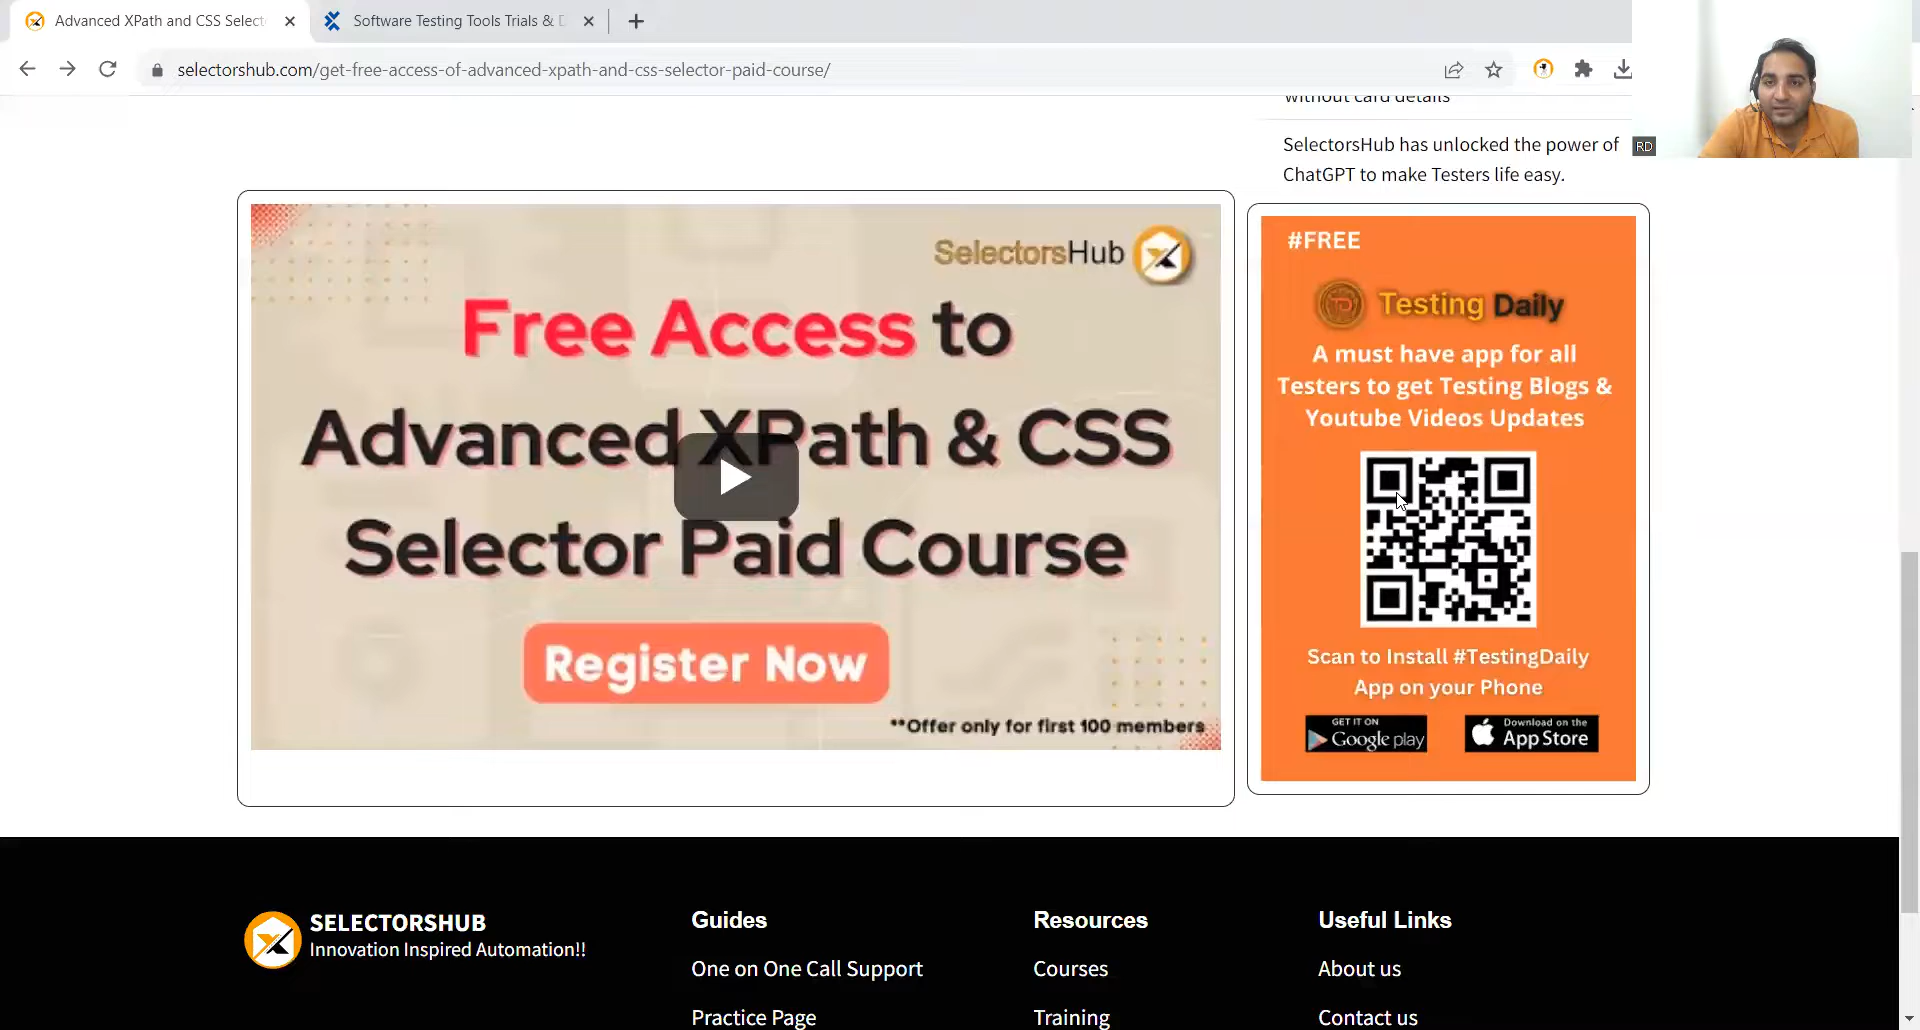 Advanced XPath and CSS Select
Software Testing Tools Trials & D
selectorshub.com/get-free-access-of-advanced-xpath-and-css-selector-paid-course/
without card details
SelectorsHub has unlocked the power of
ChatGPT to make Testers life easy.
RD
SelectorsHub
Free Access to
Advanced XPath & CSS
Selector Paid Course
Register Now
**Offer only for first 100 members
#FREE
Testing Daily
A must have app for all
Testers to get Testing Blogs &
Youtube Videos Updates
Scan to Install #TestingDaily
App on your Phone
GET IT ON
Google play
Download on the
App Store
SELECTORSHUB
Innovation Inspired Automation!!
Guides
One on One Call Support
Practice Page
Resources
Courses
Training
Useful Links
About us
Contact us